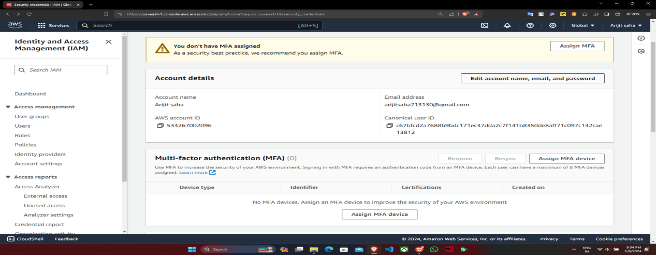 Security credentials | IAM | Glo
aws
Services
Search
[Alt+S]
Global
Arijit saha
Identity and Access
Management (IAM)
Search IAM
Dashboard
Access management
User groups
Users
Roles
Policies
Identity providers
Account settings
Access reports
Access Analyzer
External access
Unused access
Analyzer settings
Credential report
You don't have MFA assigned
As a security best practice, we recommend you assign MFA.
Assign MFA
Account details
Edit account name, email, and password
Account name
Arijit saha
Email address
AWS account ID
533267002096
Canonical user ID
13812
Multi-factor authentication (MFA) (0)
Remove
Resync
Assign MFA device
Use MFA to increase the security of your AWS environment. Signing in with MFA requires an authentication code from an MFA device. Each user can have a maximum of 8 MFA devices
assigned. Learn more
Device type
Identifier
Certifications
Created on
No MFA devices. Assign an MFA device to improve the security of your AWS environment
Assign MFA device
CloudShell
Feedback
© 2024, Amazon Web Services, Inc. or its affiliates.
Privacy
Terms
Cookie preferences
Search